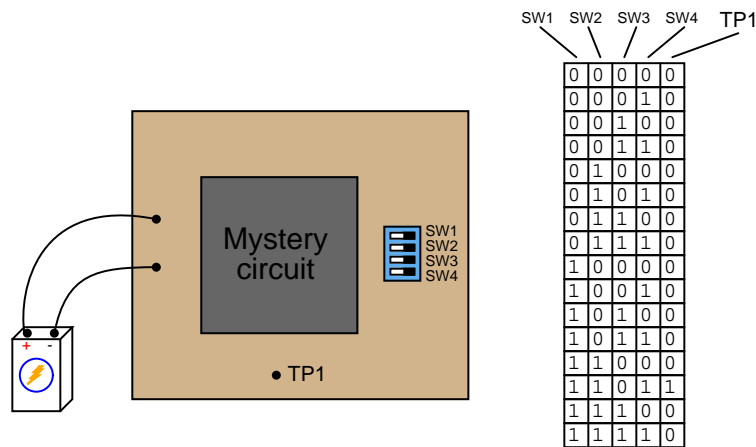 SW1 SW2 SW3 SW4 TP1
0 0 0 0 0
0 0 0 1 0
0 0 1 0 0
0 0 1 1 0
0 1 0 0 0
0 1 0 1 0
0 1 1 0 0
0 1 1 1 0
1 0 0 0 0
1 0 0 1 0
1 0 1 0 0
1 0 1 1 0
1 1 0 0 0
1 1 0 1 1
1 1 1 0 0
1 1 1 1 0
Mystery
circuit
SW1
SW2
SW3
SW4
+ -
TP1